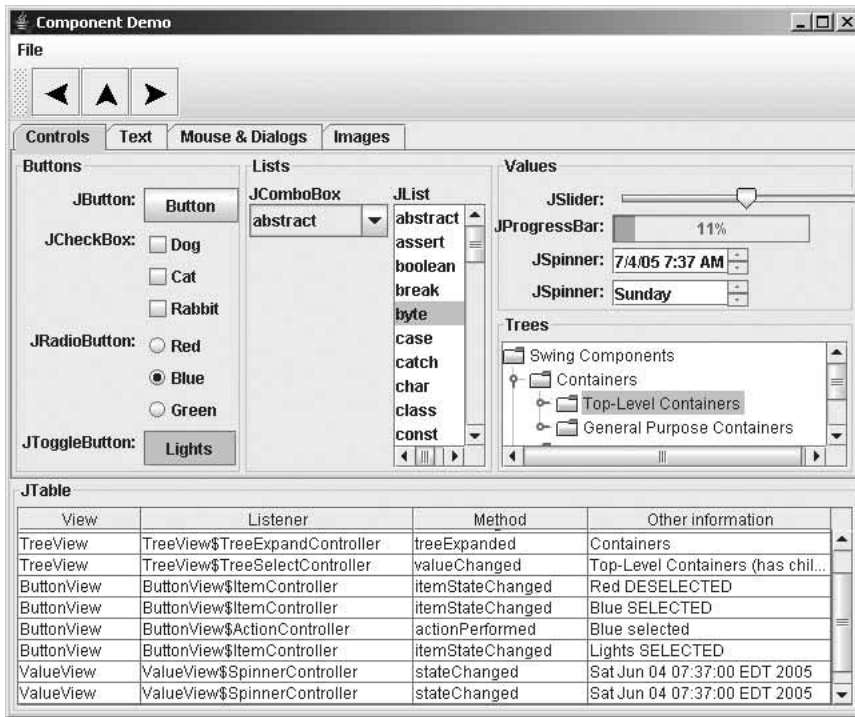 Component Demo
File
Controls Text Mouse & Dialogs Images
Buttons
JButton: Button
JCheckBox: Dog
Cat
Rabbit
JRadioButton: Red
Blue
Green
JToggleButton: Lights
Lists
JComboBox
abstract
JList
abstract
assert
boolean
break
byte
case
catch
char
class
const
Values
JSlider:
JProgressBar: 11%
JSpinner: 7/4/05 7:37 AM
JSpinner: Sunday
Trees
Swing Components
Containers
Top-Level Containers
General Purpose Containers
JTable
View Listener Method Other information
TreeView TreeView$TreeExpandController treeExpanded Containers
TreeView TreeView$TreeSelectController valueChanged Top-Level Containers (has chil...
ButtonView ButtonView$ItemController itemStateChanged Red DESELECTED
ButtonView ButtonView$ItemController itemStateChanged Blue SELECTED
ButtonView ButtonView$ActionController actionPerformed Blue selected
ButtonView ButtonView$ItemController itemStateChanged Lights SELECTED
ValueView ValueView$SpinnerController stateChanged Sat Jun 04 07:37:00 EDT 2005
ValueView ValueView$SpinnerController stateChanged Sat Jun 04 07:37:00 EDT 2005